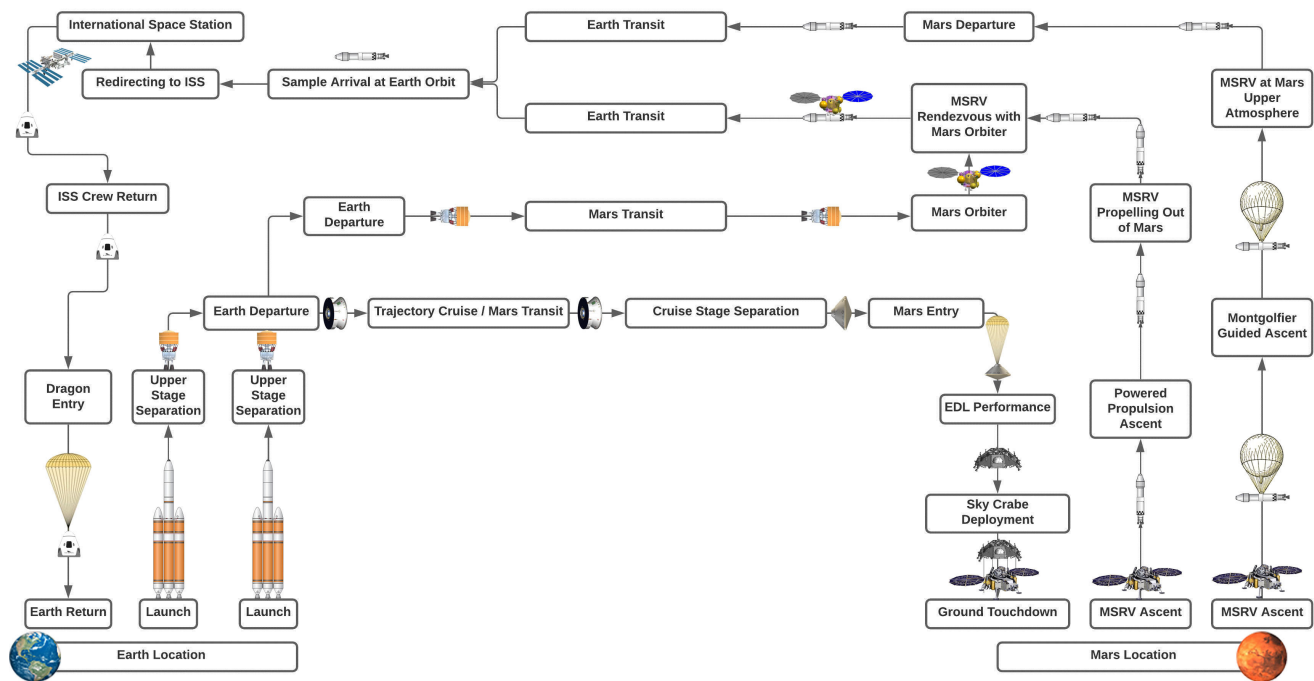 International Space Station
Earth Transit
Mars Departure
Redirecting to ISS
Sample Arrival at Earth Orbit
MSRV at Mars
Upper
Atmosphere
Earth Transit
MSRV
Rendezvous with
Mars Orbiter
ISS Crew Return
Earth
Departure
Mars Transit
Mars Orbiter
MSRV
Propelling Out
of Mars
Earth Departure
Trajectory Cruise / Mars Transit
Cruise Stage Separation
Mars Entry
Montgolfier
Guided Ascent
Dragon
Entry
Upper
Stage
Separation
Upper
Stage
Separation
EDL Performance
Powered
Propulsion
Ascent
Sky Crabe
Deployment
Earth Return
Launch
Launch
Ground Touchdown
MSRV Ascent
MSRV Ascent
Earth Location
Mars Location